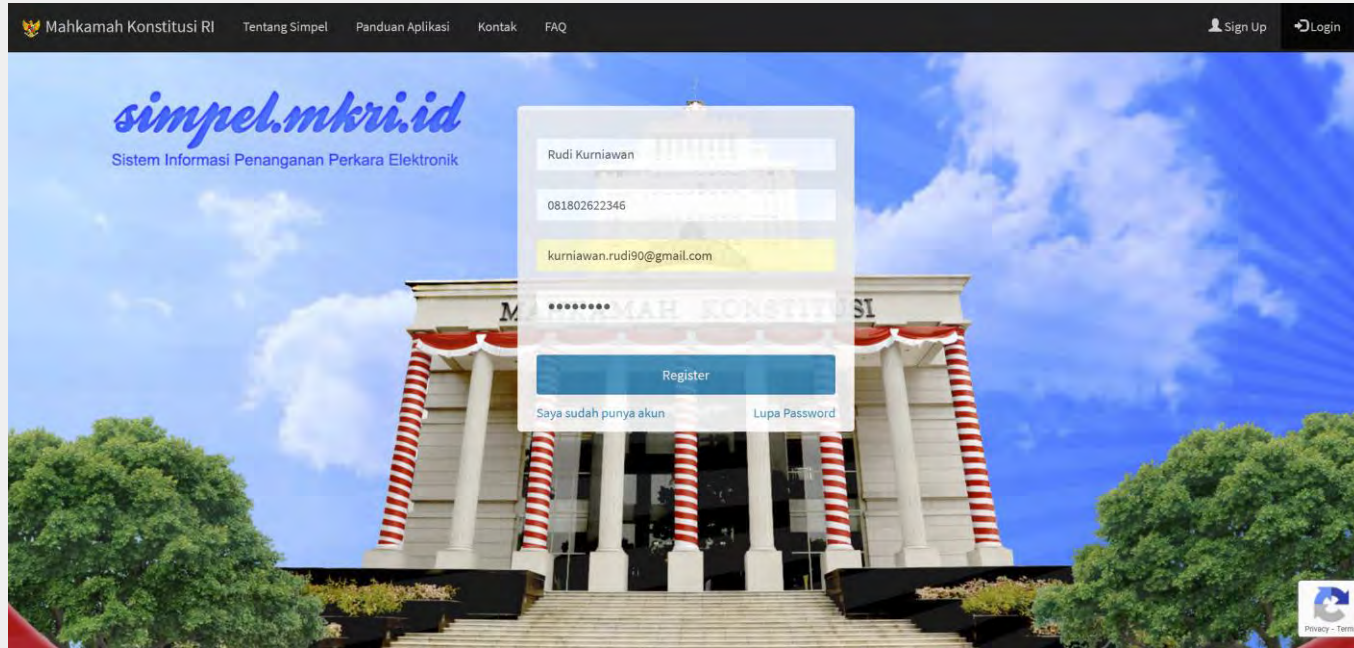 Mahkamah Konstitusi RI Tentang Simpel Panduan Aplikasi Kontak FAQ Sign Up Login
simpel.mkri.id
Sistem Informasi Penanganan Perkara Elektronik
Rudi Kurniawan
081802622346
kurniawan.rudi90@gmail.com
•••••••••
MAHKAMAH KONSTITUSI
Register
Saya sudah punya akun Lupa Password
Privacy - Term